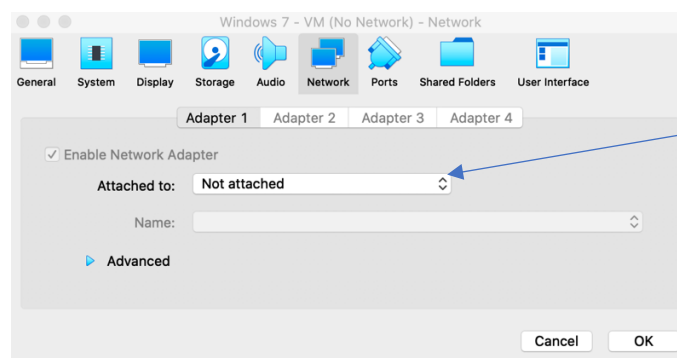 Windows 7 - VM (No Network) - Network
General System Display Storage Audio Network Ports Shared Folders User Interface
Adapter 1 Adapter 2 Adapter 3 Adapter 4
Enable Network Adapter
Attached to: Not attached
Name:
Advanced
Cancel OK